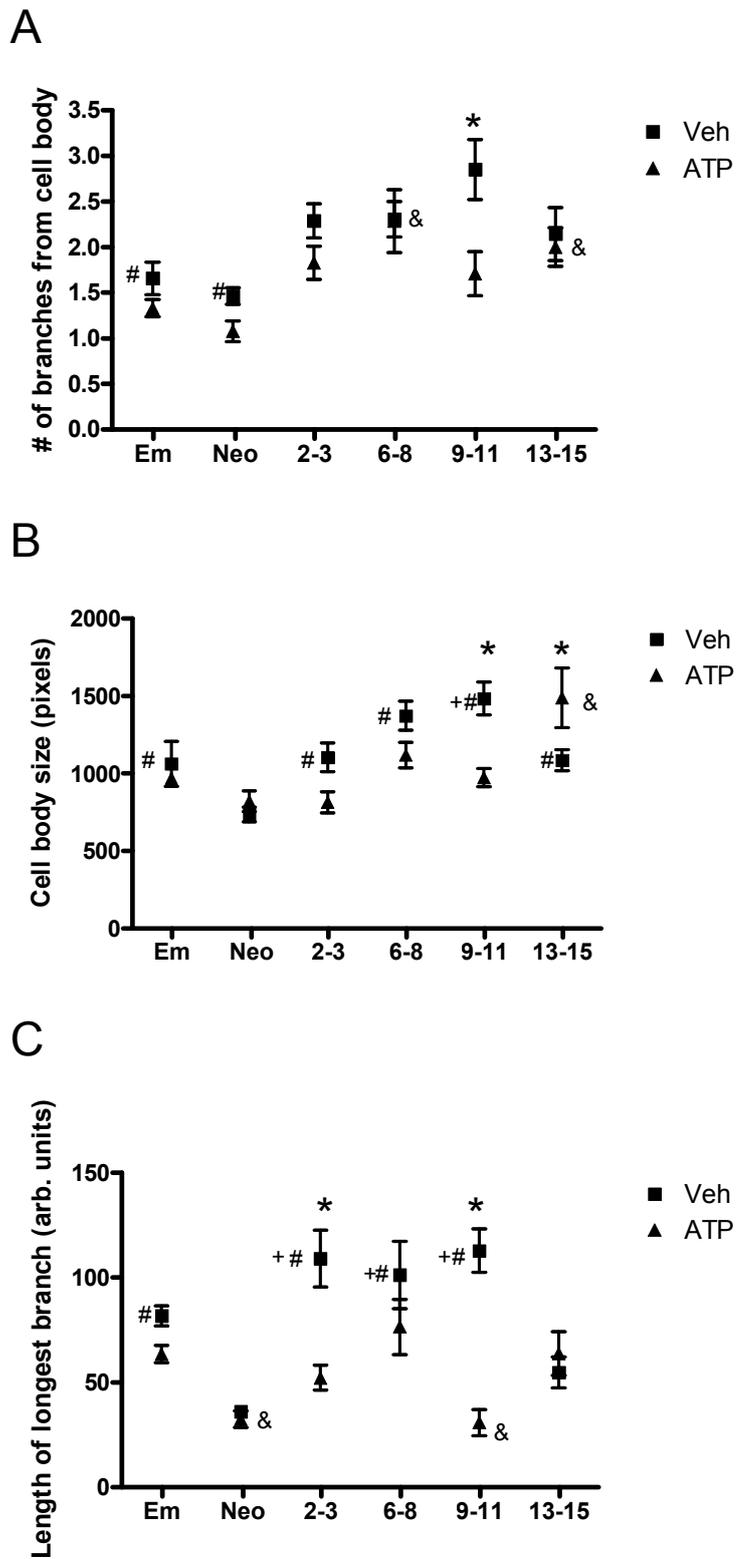 A
# of branches from cell body
3.5
3.0
2.5
2.0
1.5
1.0
0.5
0.0
*
#
#
&
&
Em Neo 2-3 6-8 9-11 13-15
Veh
ATP
B
Cell body size (pixels)
2000
1500
1000
500
0
* *
#
#
#
+#
#
&
Em Neo 2-3 6-8 9-11 13-15
Veh
ATP
C
Length of longest branch (arb. units)
150
100
50
0
* *
#
+ #
+#
+#
&
&
Em Neo 2-3 6-8 9-11 13-15
Veh
ATP